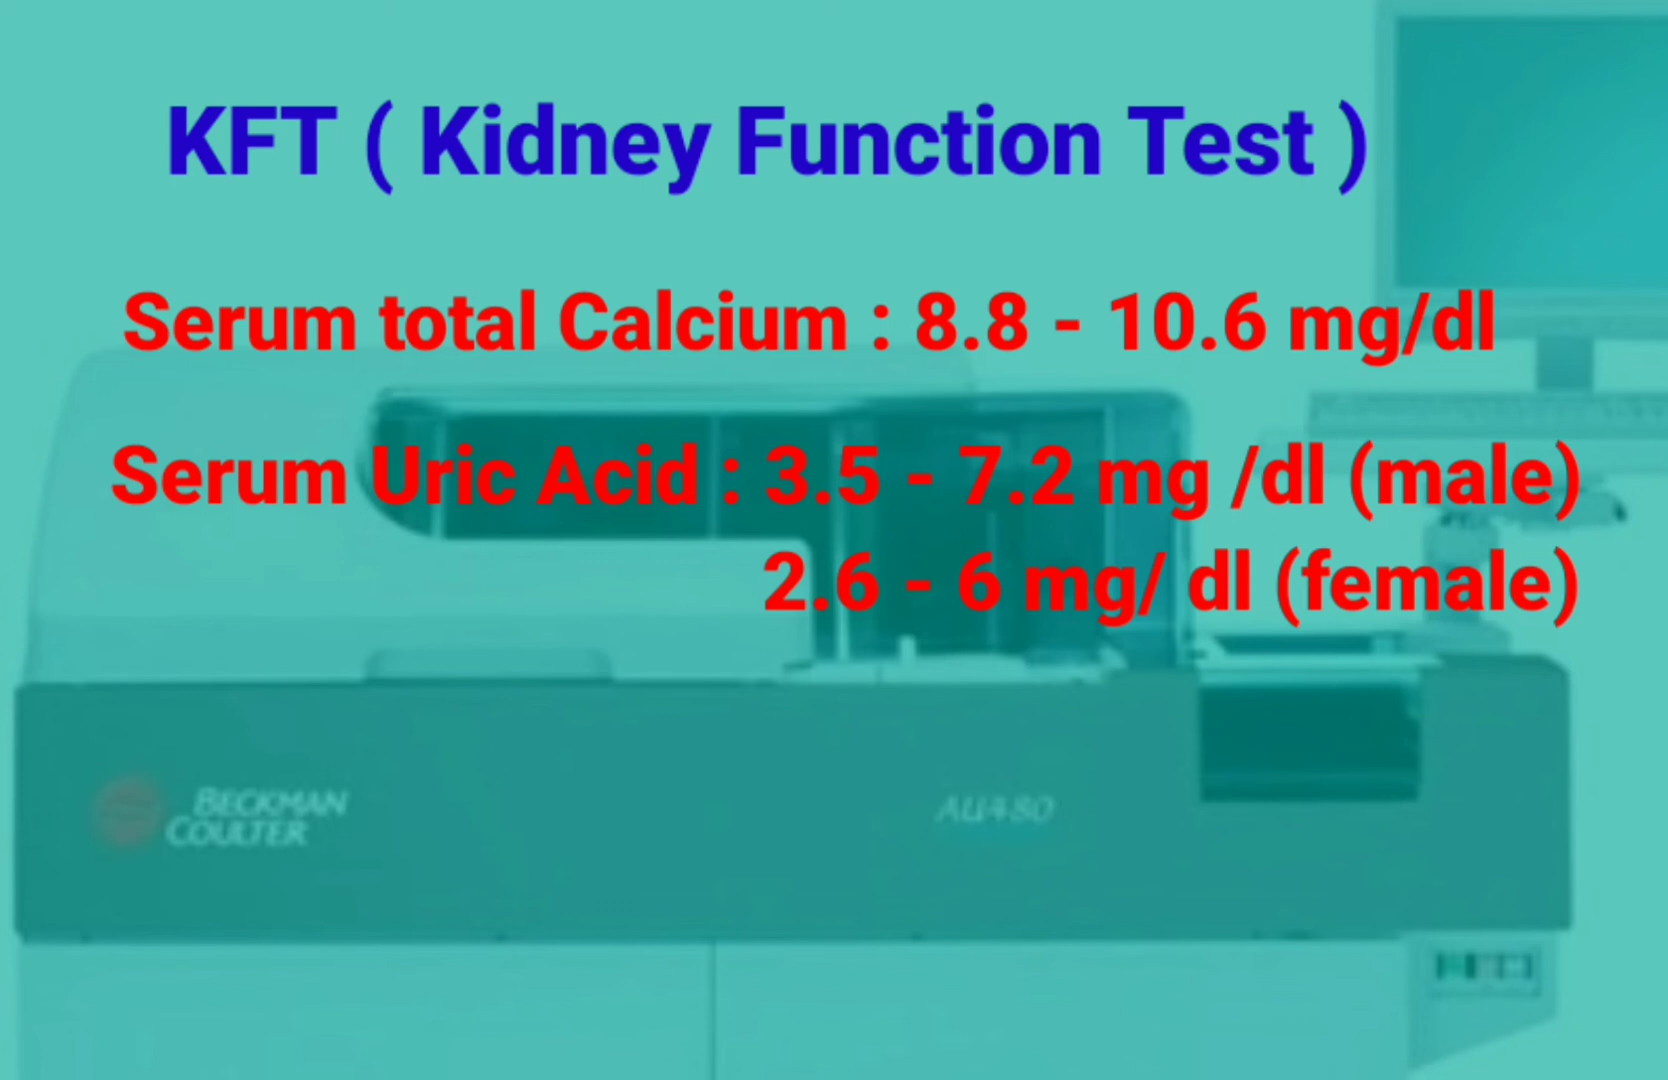 KFT ( Kidney Function Test )
Serum total Calcium : 8.8 - 10.6 mg/dl
Serum Uric Acid : 3.5 - 7.2 mg /dl (male)
2.6 - 6 mg/ dl (female)
BECKMAN
COULTER
AU480